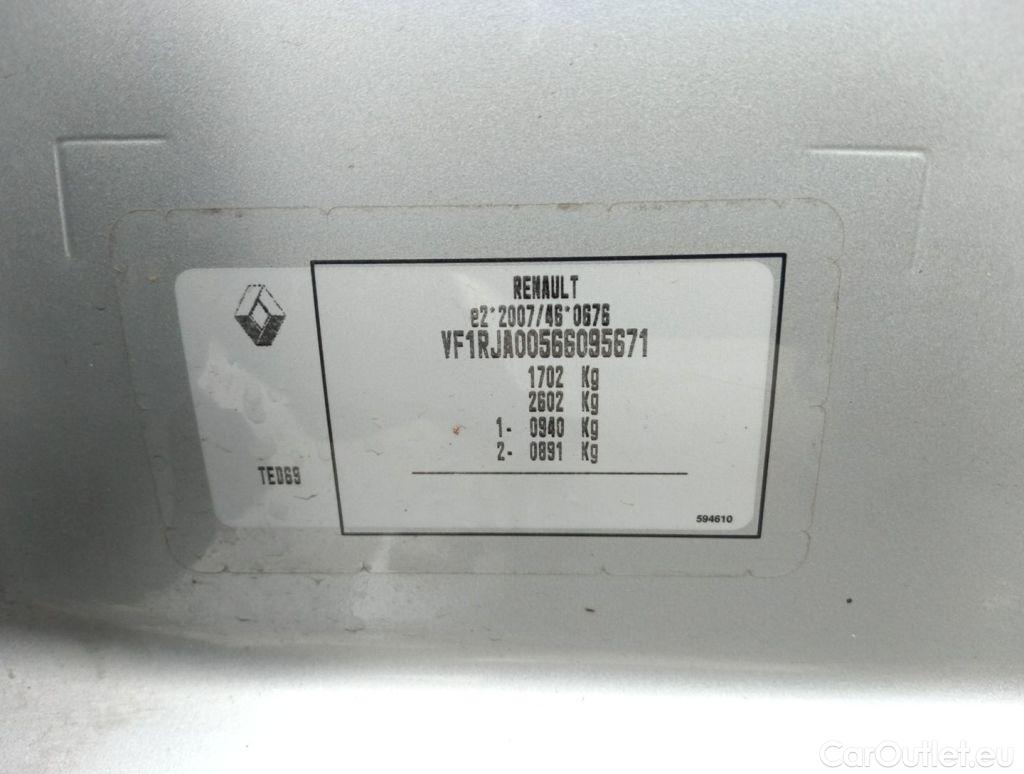 RENAULT
e2*2007/46*0676
VF1RJA00566095671
1702 Kg
2602 Kg
1- 0940 Kg
2- 0891 Kg
TED69
594610
CarOutlet.eu